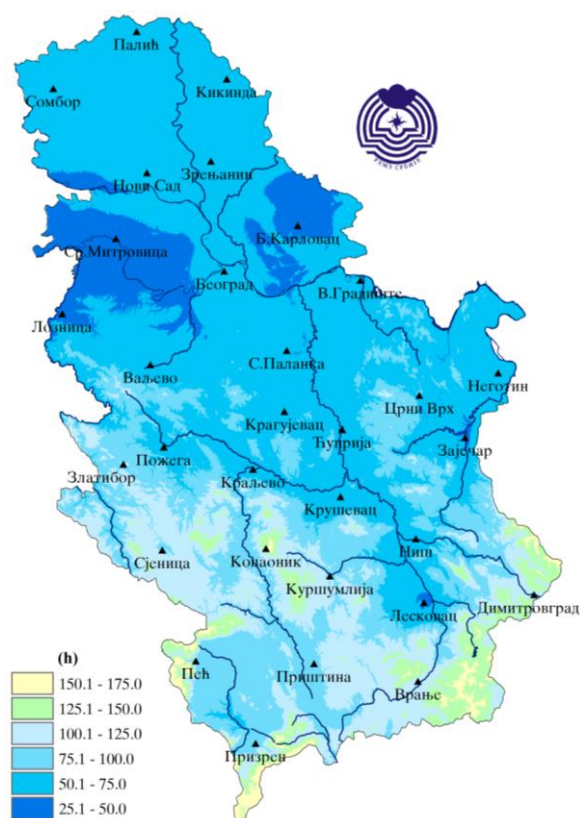 Палић
Сомбор
Кикинда
Зрењанин
Нови Сад
Б.Карловац
Ср.Митровица
Београд
В.Градиште
Лозница
С.Паланка
Ваљево
Неготин
Црни Врх
Крагујевац
Ћуприја
Зајечар
Пожега
Златибор
Краљево
Крушевац
Ниш
Копаоник
Сјеница
Куршумлија
Димитровград
Лесковац
Пећ
Приштина
Врање
Призрен
(h)
150.1 - 175.0
125.1 - 150.0
100.1 - 125.0
75.1 - 100.0
50.1 - 75.0
25.1 - 50.0